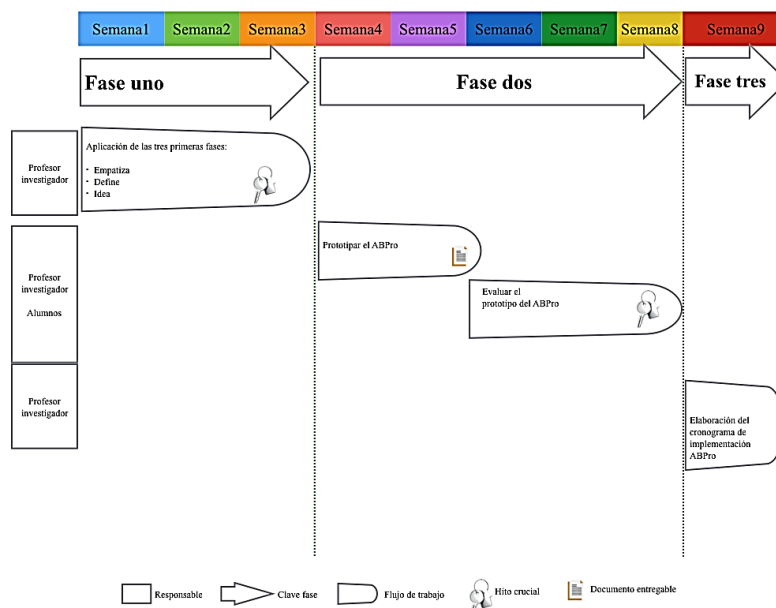 Semana1 Semana2 Semana3 Semana4 Semana5 Semana6 Semana7 Semana8 Semana9
Fase uno
Fase dos
Fase tres
Profesor
investigador
Aplicación de las tres primeras fases:
· Empatiza
· Define
· Idea
Profesor
investigador
Alumnos
Prototipar el ABPro
Evaluar el
prototipo del ABPro
Profesor
investigador
Elaboración del
cronograma de
implementación
ABPro
Responsable
Clave fase
Flujo de trabajo
Hito crucial
Documento entregable